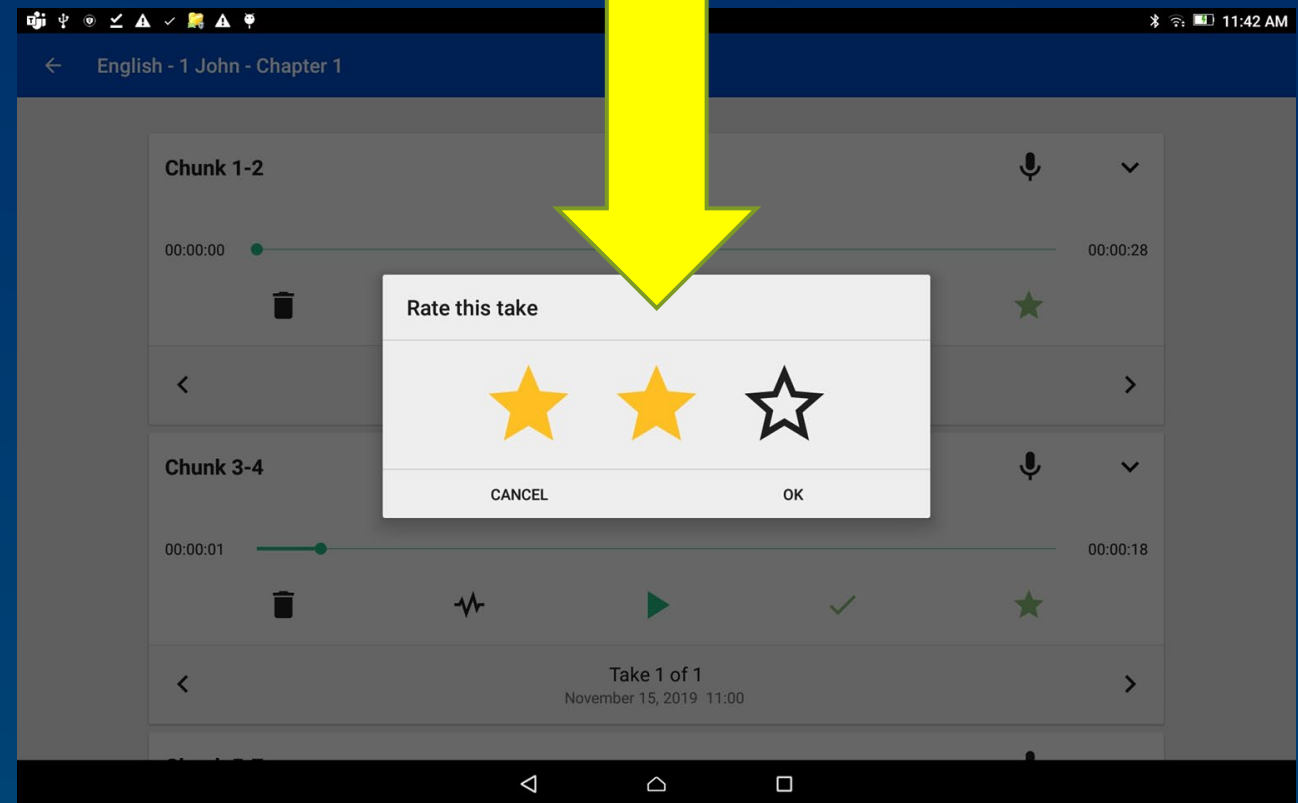 11:42 AM
English - 1 John - Chapter 1
Chunk 1-2
00:00:00
00:00:28
Rate this take
CANCEL
OK
Chunk 3-4
00:00:01
00:00:18
Take 1 of 1
November 15, 2019 11:00